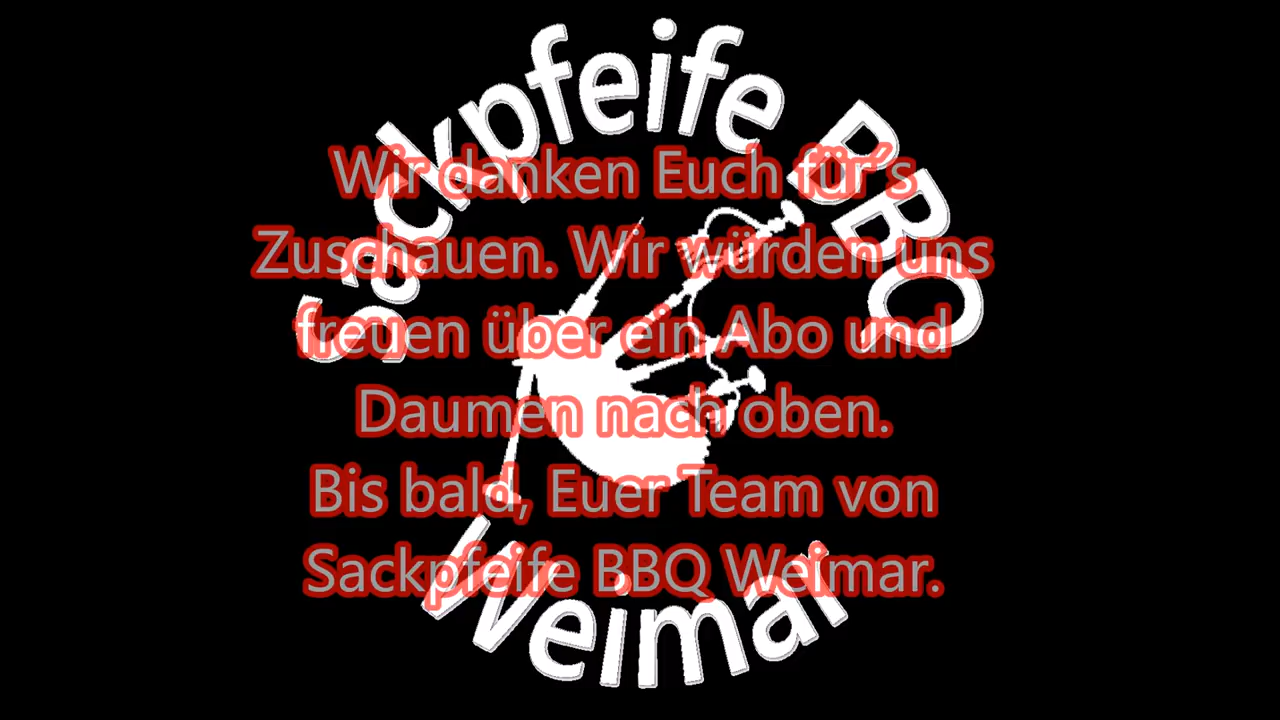 Sackpfeife BBQ
Wir danken Euch für´s
Zuschauen. Wir würden uns
freuen über ein Abo und
Daumen nach oben.
Bis bald, Euer Team von
Sackpfeife BBQ Weimar.
Weimar